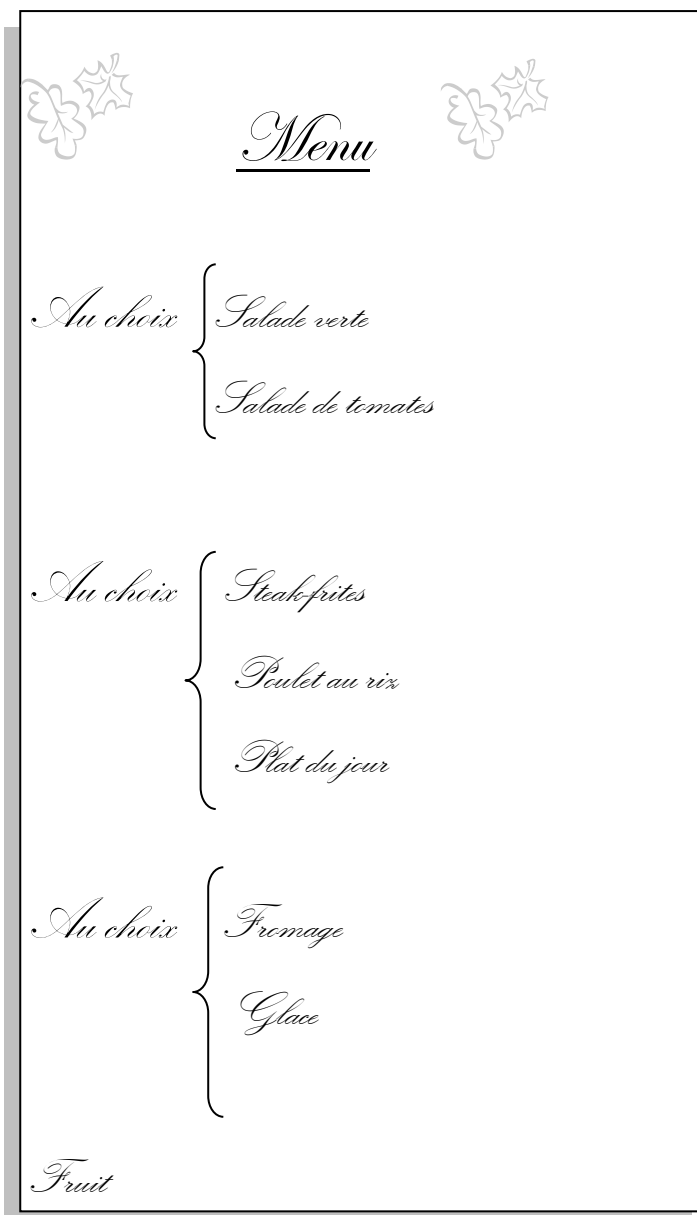 Menu
Au choix Salade verte
Salade de tomates
Au choix Steak-frites
Poulet au riz
Plat du jour
Au choix Fromage
Glace
Fruit